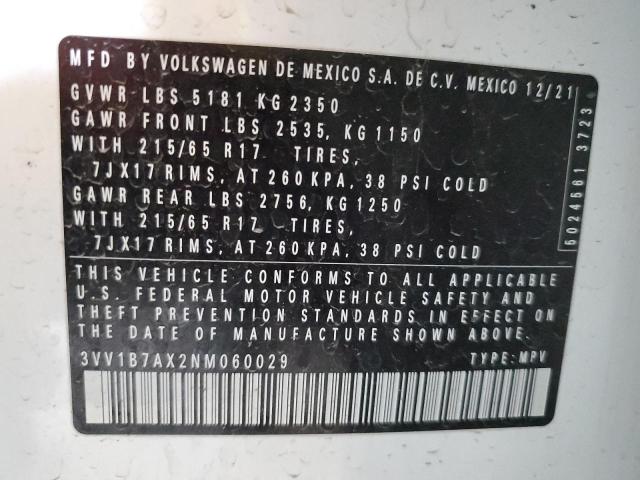 MFD BY VOLKSWAGEN DE MEXICO S.A. DE C.V. MEXICO 12/21
GVWR LBS 5181 KG 2350
GAWR FRONT LBS 2535, KG 1150
WITH 215/65 R17 TIRES,
7JX17 RIMS, AT 260 KPA, 38 PSI COLD
GAWR REAR LBS 2756, KG 1250
WITH 215/65 R17 TIRES,
7JX17 RIMS, AT 260 KPA, 38 PSI COLD
THIS VEHICLE CONFORMS TO ALL APPLICABLE
U.S. FEDERAL MOTOR VEHICLE SAFETY AND
THEFT PREVENTION STANDARDS IN EFFECT ON
THE DATE OF MANUFACTURE SHOWN ABOVE.
3VV1B7AX2NM060029 TYPE: MPV
5024561 3723